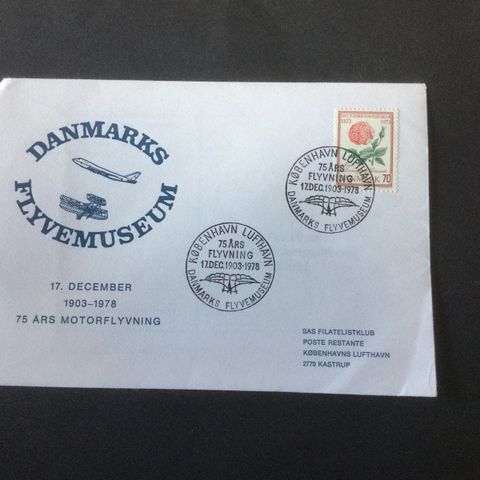 DANMARKS
FLYVEMUSEUM
17. DECEMBER
1903–1978
75 ÅRS MOTORFLYVNING
KØBENHAVN LUFTHAVN
75 ÅRS
FLYVNING
17.DEC.1903-1978
DANMARKS FLYVEMUSEUM
1873 1973
70
KØBENHAVN LUFTHAVN
75 ÅRS
FLYVNING
17.DEC.1903-1978
DANMARKS FLYVEMUSEUM
SAS FILATELISTKLUB
POSTE RESTANTE
KØBENHAVNS LUFTHAVN
2770 KASTRUP